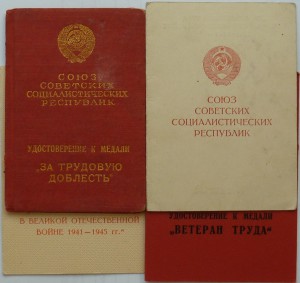 СОЮЗ
СОВЕТСКИХ
СОЦИАЛИСТИЧЕСКИХ
РЕСПУБЛИК
УДОСТОВЕРЕНИЕ К МЕДАЛИ
„ЗА ТРУДОВУЮ
ДОБЛЕСТЬ"
СОЮЗ
СОВЕТСКИХ
СОЦИАЛИСТИЧЕСКИХ
РЕСПУБЛИК
В ВЕЛИКОЙ ОТЕЧЕСТВЕННОЙ
ВОЙНЕ 1941–1945 гг."
УДОСТОВЕРЕНИЕ К МЕДАЛИ
„ВЕТЕРАН ТРУДА"